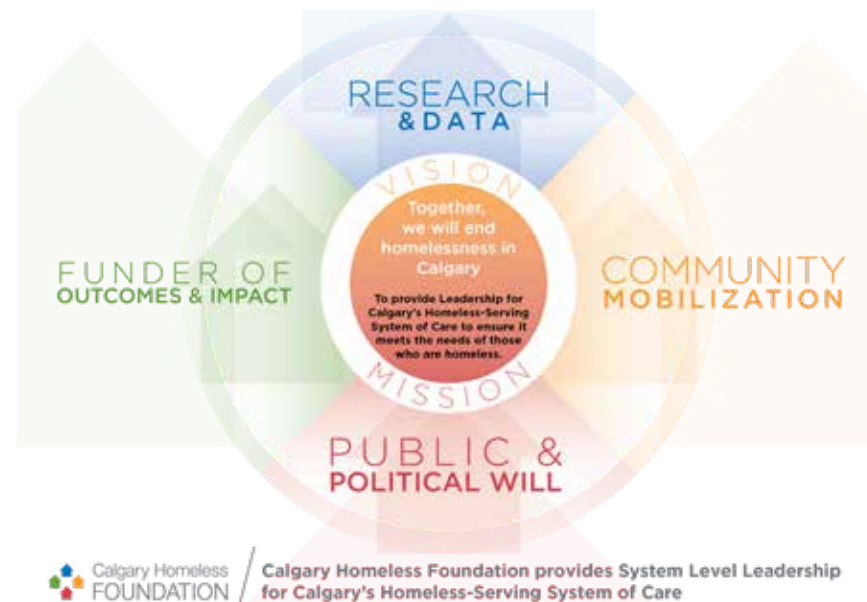 RESEARCH
& DATA
VISION
Together,
we will end
homelessness in
Calgary
To provide Leadership for
Calgary's Homeless-Serving
System of Care to ensure it
meets the needs of those
who are homeless.
MISSION
FUNDER OF
OUTCOMES & IMPACT
COMMUNITY
MOBILIZATION
PUBLIC &
POLITICAL WILL
Calgary Homeless
FOUNDATION
Calgary Homeless Foundation provides System Level Leadership
for Calgary's Homeless-Serving System of Care